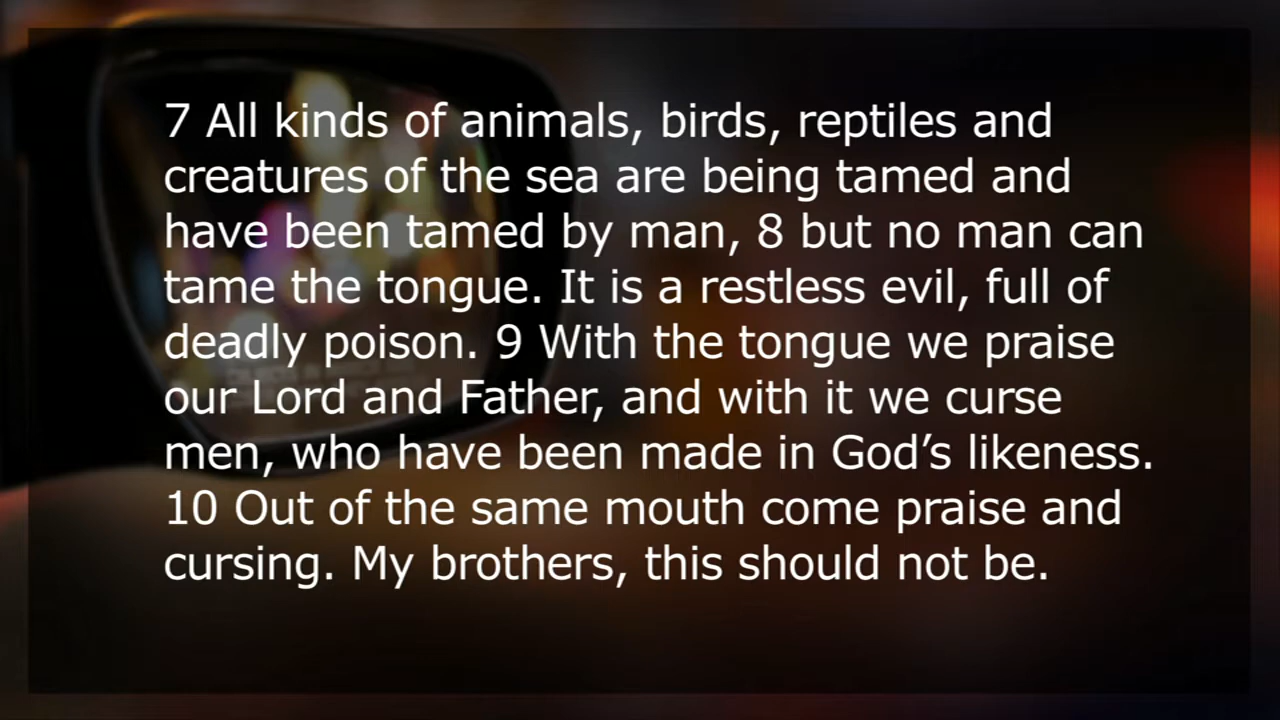 7 All kinds of animals, birds, reptiles and
creatures of the sea are being tamed and
have been tamed by man, 8 but no man can
tame the tongue. It is a restless evil, full of
deadly poison. 9 With the tongue we praise
our Lord and Father, and with it we curse
men, who have been made in God’s likeness.
10 Out of the same mouth come praise and
cursing. My brothers, this should not be.